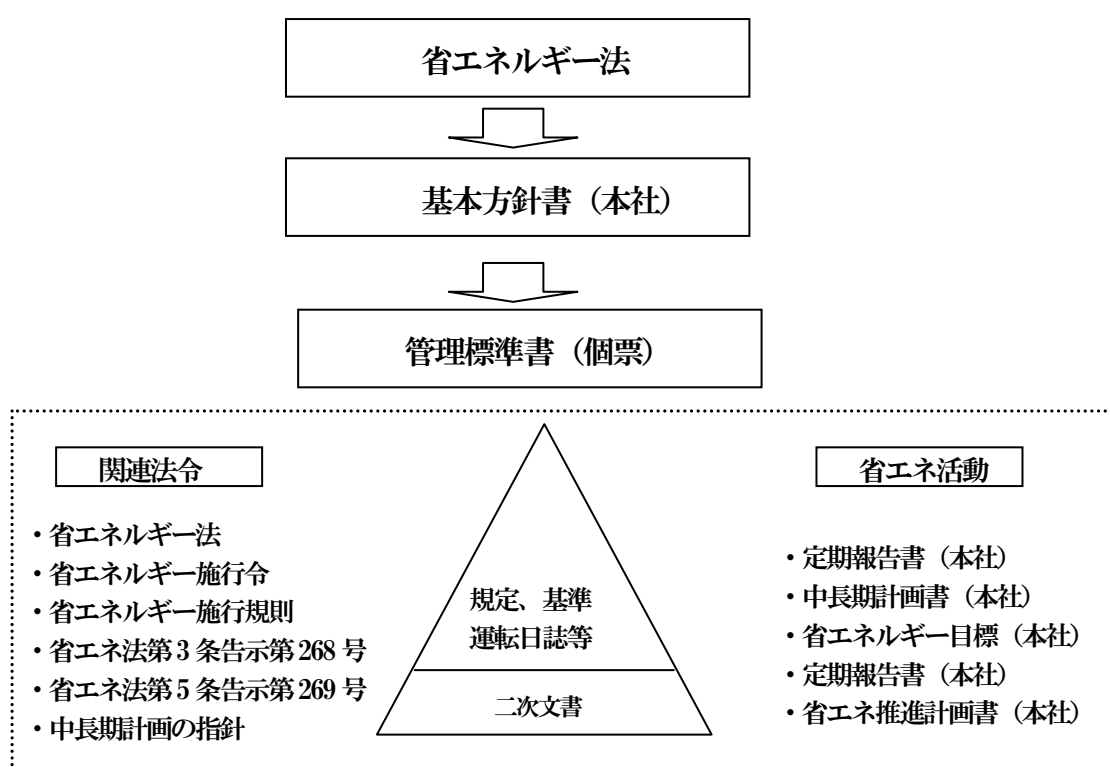 省エネルギー法
基本方針書（本社）
管理標準書（個票）
関連法令
・省エネルギー法
・省エネルギー施行令
・省エネルギー施行規則
・省エネ法第3条告示第268号
・省エネ法第5条告示第269号
・中長期計画の指針
規定、基準
運転日誌等
二次文書
省エネ活動
・定期報告書（本社）
・中長期計画書（本社）
・省エネルギー目標（本社）
・定期報告書（本社）
・省エネ推進計画書（本社）